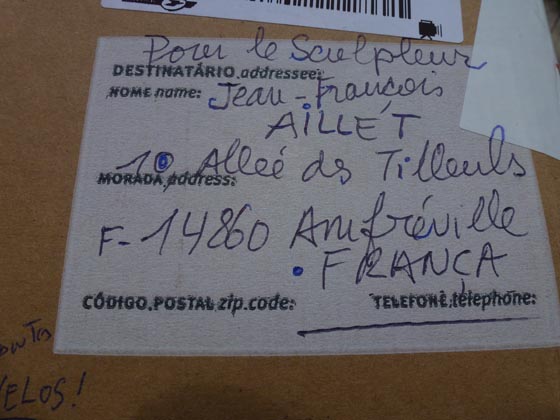 Pour le Sculpteur
DESTINATÁRIO addressee:
NOME name: Jean-François
AILLET
10 Alleé ds Tilleuls
MORADA address:
F-14860 Amfréville
FRANÇA
CÓDIGO POSTAL zip.code: TELEFONE telephone:
ELOS!